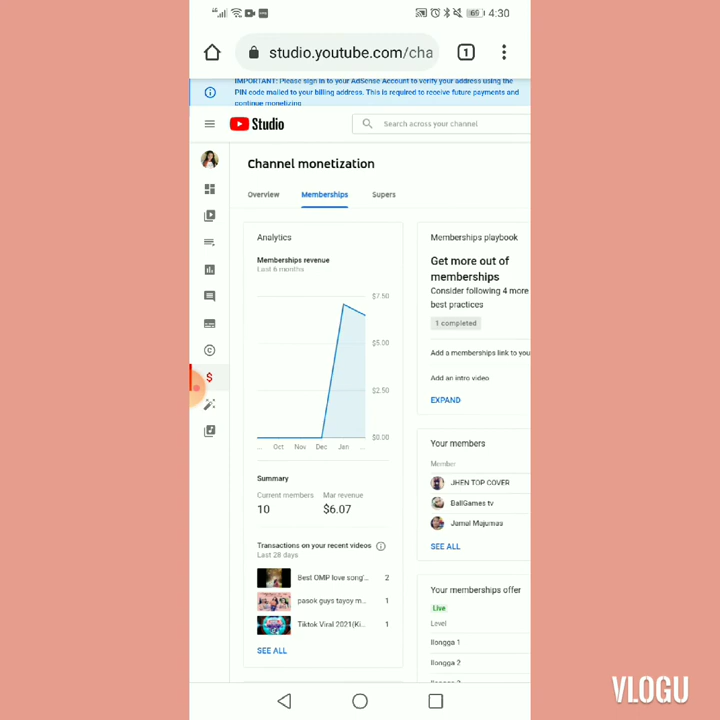 69 4:30
studio.youtube.com/cha
1
IMPORTANT: Please sign in to your AdSense Account to verify your address using the
PIN code mailed to your billing address. This is required to receive future payments and
continue monetizing
Studio
Search across your channel
Channel monetization
Overview Memberships Supers
Analytics
Memberships revenue
Last 6 months
$7.50
$5.00
$2.50
$0.00
... Oct Nov Dec Jan ...
Summary
Current members Mar revenue
10 $6.07
Transactions on your recent videos
Last 28 days
Best OMP love song'... 2
pasok guys tayoy m... 1
Tiktok Viral 2021(Ki... 1
SEE ALL
Memberships playbook
Get more out of
memberships
Consider following 4 more
best practices
1 completed
Add a memberships link to you
Add an intro video
EXPAND
Your members
Member
JHEN TOP COVER
BallGames tv
Jamal Majumas
SEE ALL
Your memberships offer
Live
Level
Ilongga 1
Ilongga 2
VLOGU